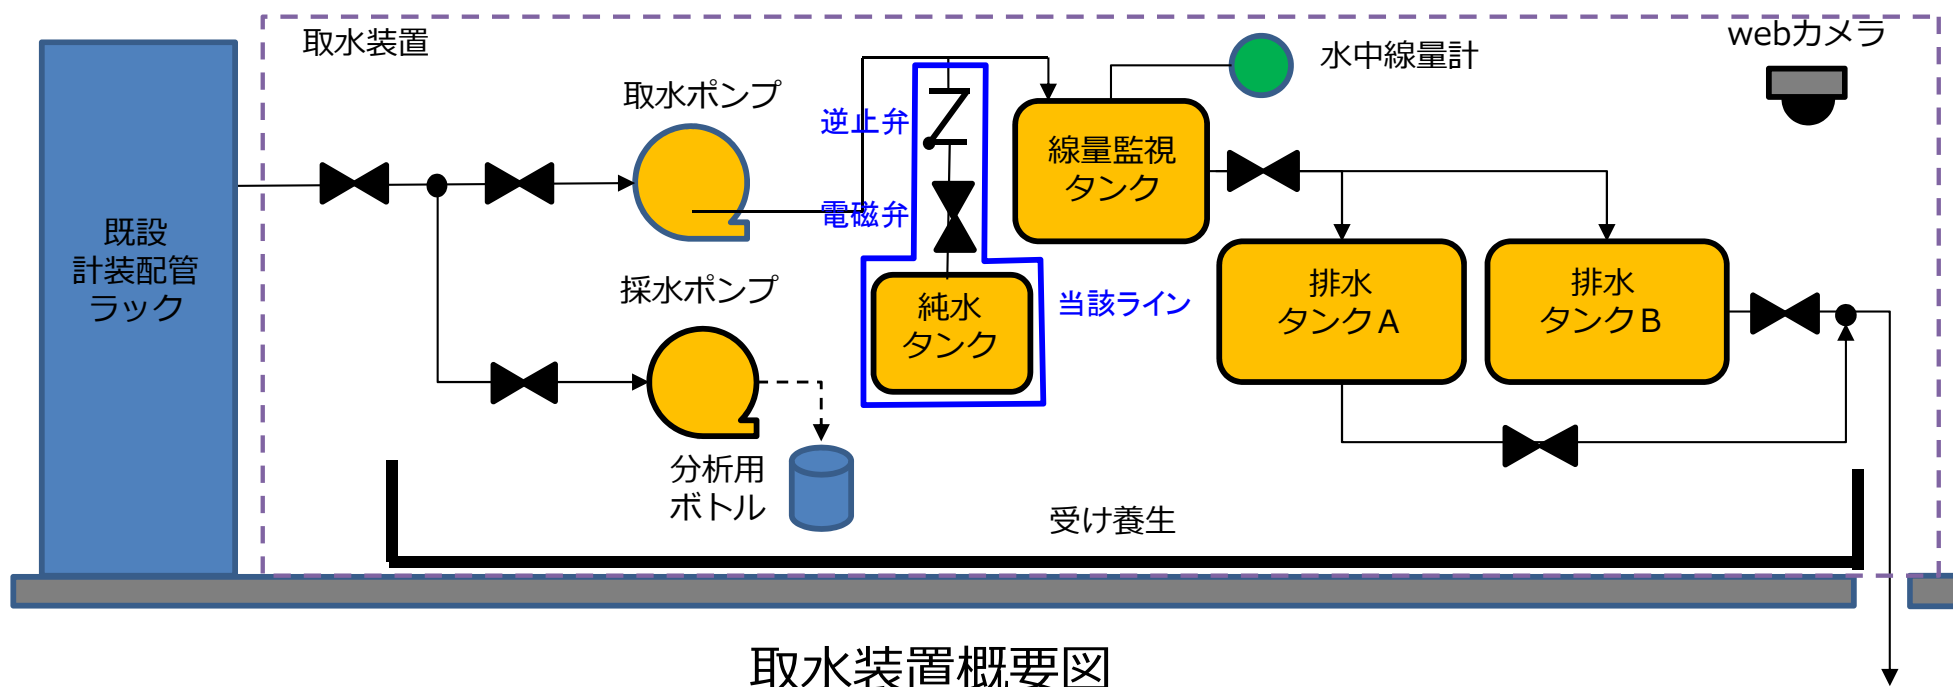 取水装置
webカメラ
水中線量計
取水ポンプ
逆止弁
線量監視
タンク
電磁弁
既設
計装配管
ラック
採水ポンプ
純水
タンク
当該ライン
排水
タンクA
排水
タンクB
分析用
ボトル
受け養生
取水装置概要図